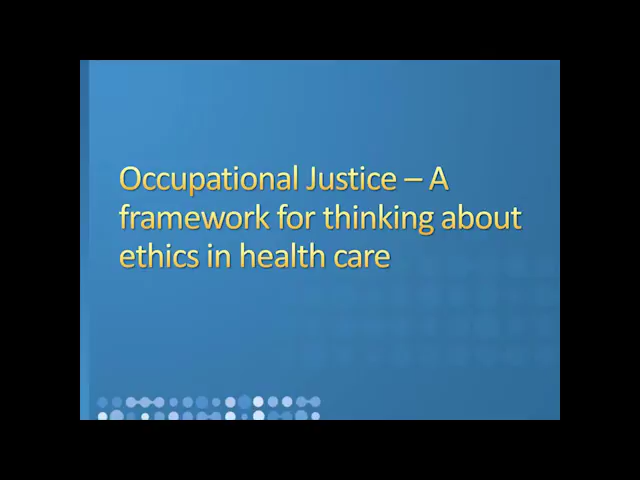 Occupational Justice – A
framework for thinking about
ethics in health care